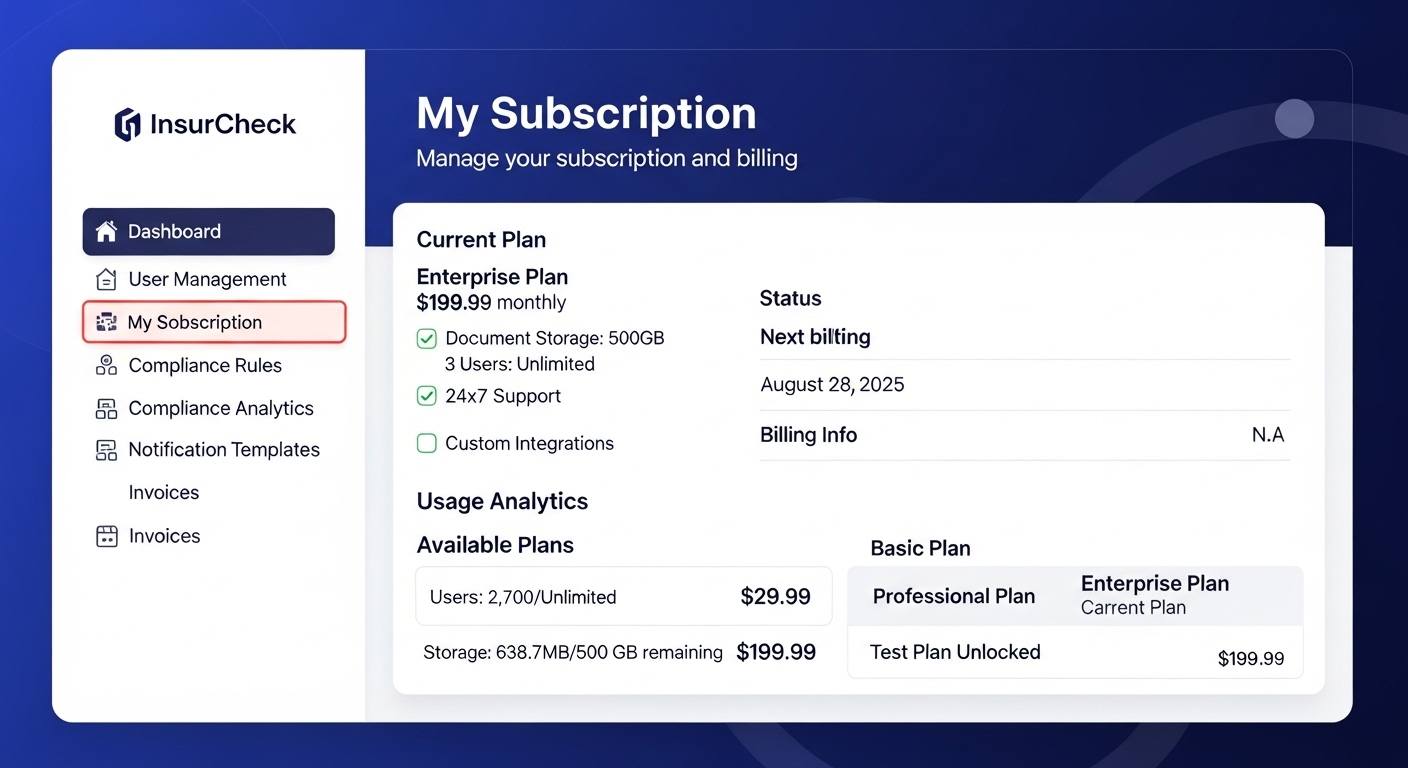 InsurCheck
Dashboard
User Management
My Sobscription
Compliance Rules
Compliance Analytics
Notification Templates
Invoices
Invoices
My Subscription
Manage your subscription and billing
Current Plan
Enterprise Plan
$199.99 monthly
Document Storage: 500GB
3 Users: Unlimited
24x7 Support
Custom Integrations
Status
Next biltting
August 28, 2025
Billing Info N.A
Usage Analytics
Available Plans
Users: 2,700/Unlimited $29.99
Storage: 638.7MB/500 GB remaining $199.99
Basic Plan
Professional Plan
Enterprise Plan
Carrent Plan
Test Plan Unlocked
$199.99